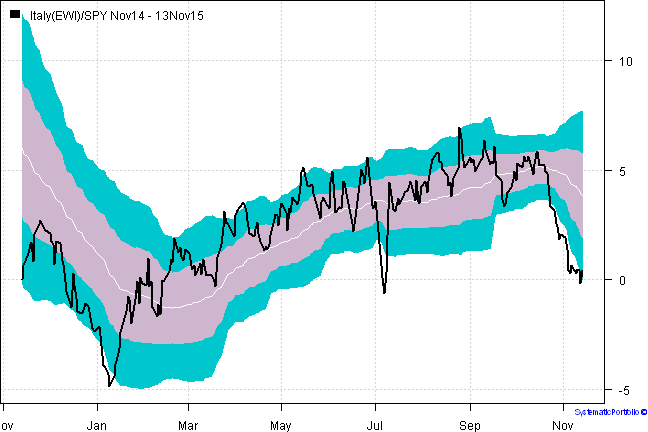 Italy(EWI)/SPY Nov14 - 13Nov15
10
5
0
-5
ov Jan Mar May Jul Sep Nov
SystematicPortfolio ©